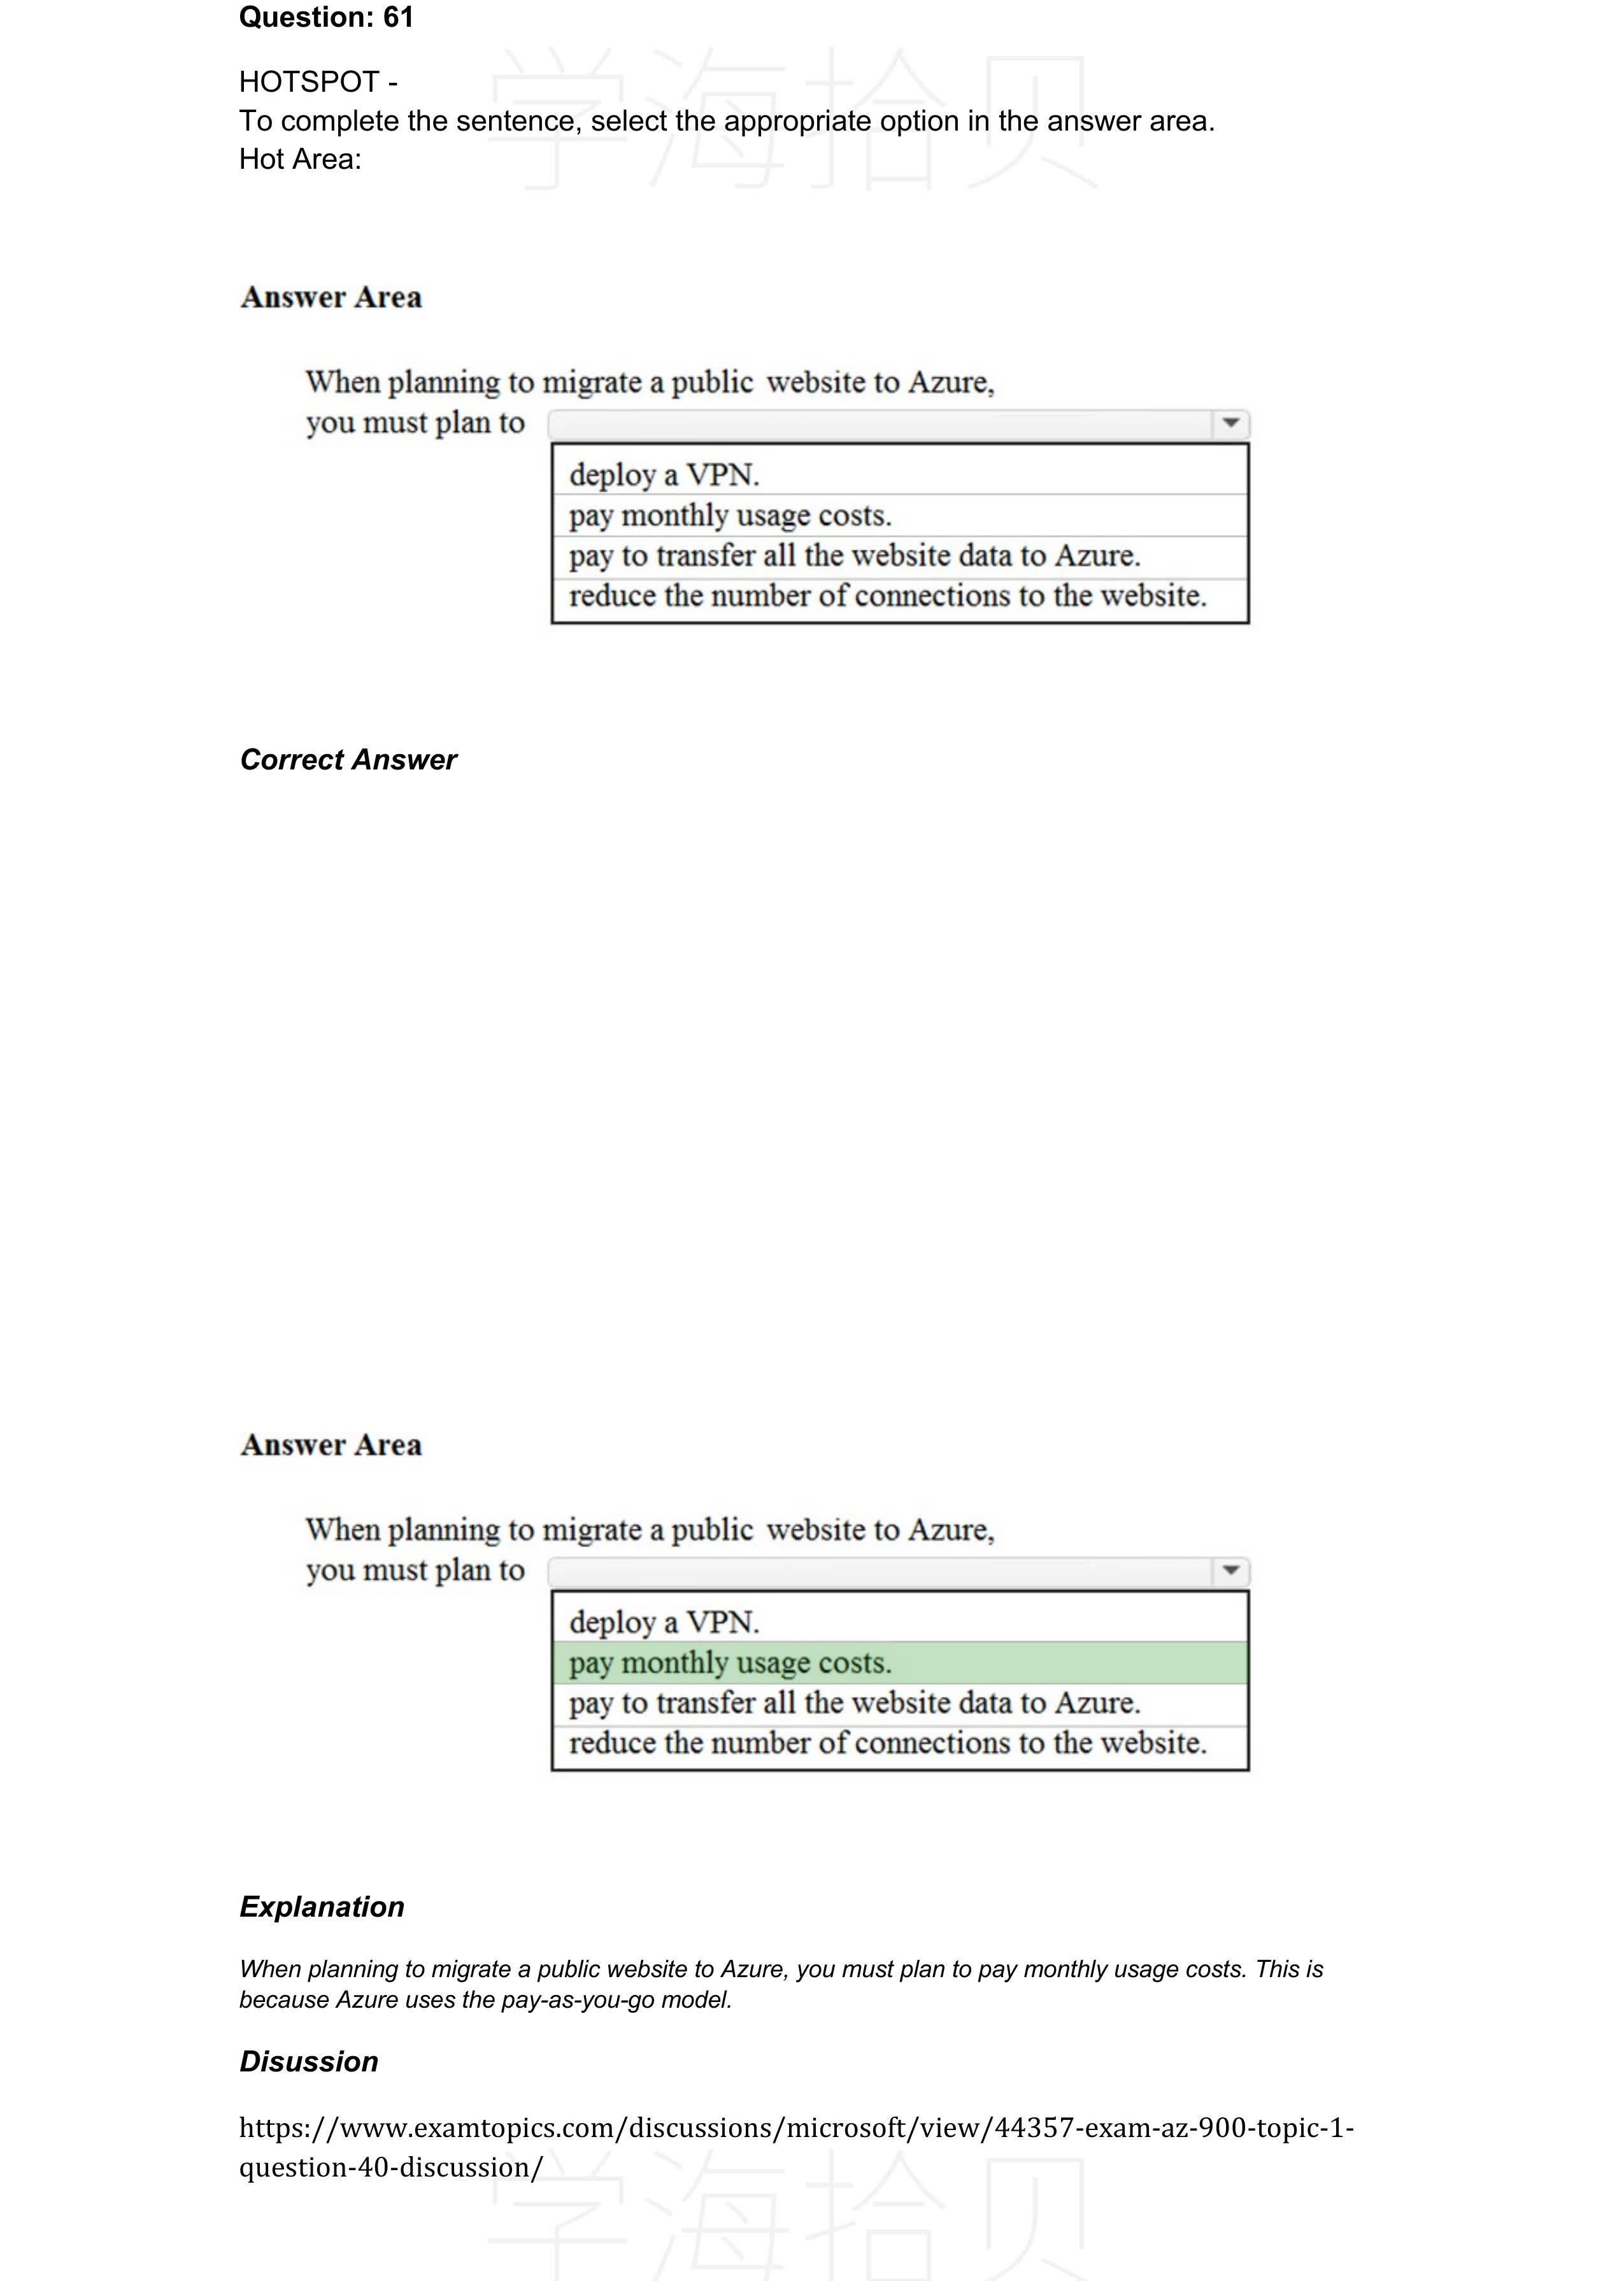 Question: 61
学海拾贝
HOTSPOT -
To complete the sentence, select the appropriate option in the answer area.
Hot Area:
Answer Area
When planning to migrate a public website to Azure,
you must plan to
deploy a VPN.
pay monthly usage costs.
pay to transfer all the website data to Azure.
reduce the number of connections to the website.
Correct Answer
Answer Area
When planning to migrate a public website to Azure,
you must plan to
deploy a VPN.
pay monthly usage costs.
pay to transfer all the website data to Azure.
reduce the number of connections to the website.
Explanation
When planning to migrate a public website to Azure, you must plan to pay monthly usage costs. This is
because Azure uses the pay-as-you-go model.
Disussion
https://www.examtopics.com/discussions/microsoft/view/44357-exam-az-900-topic-1-
question-40-discussion/
学海拾贝